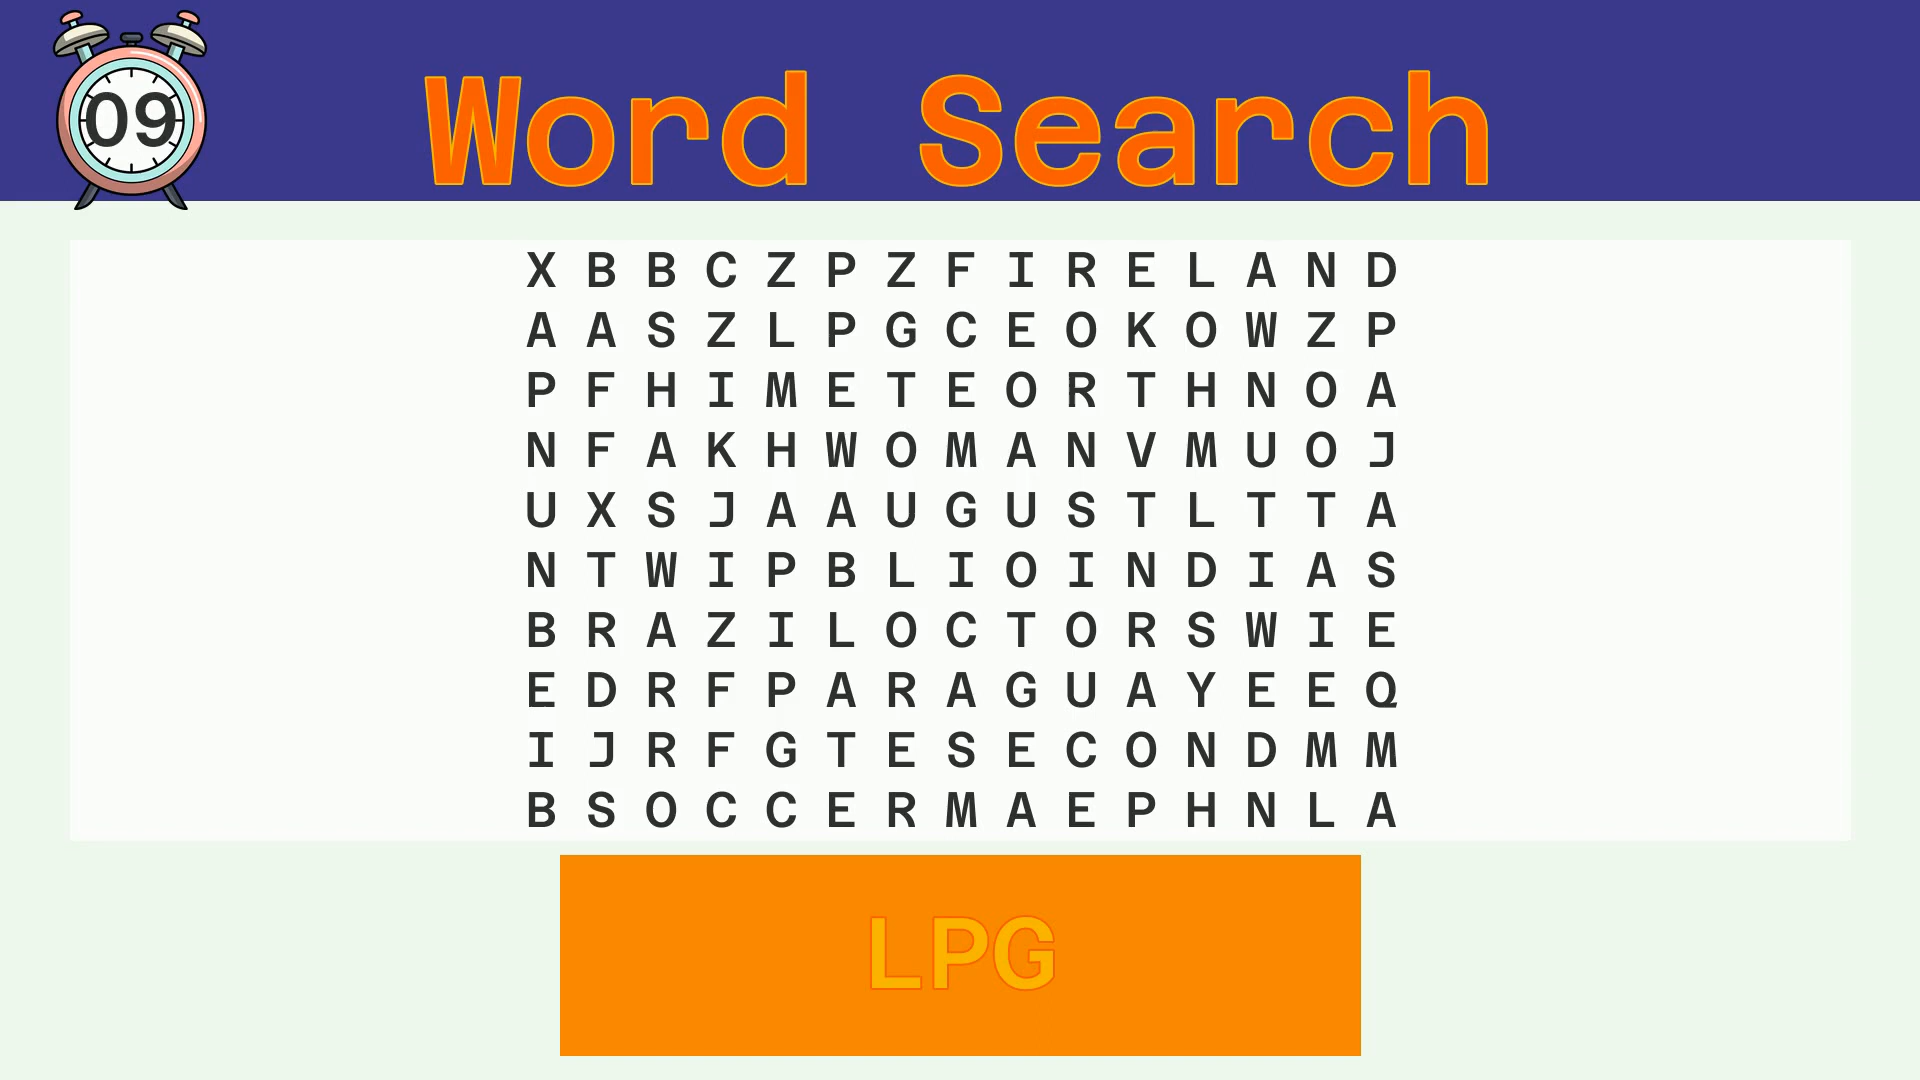 09
Word Search
X B B C Z P Z F I R E L A N D
A A S Z L P G C E O K O W Z P
P F H I M E T E O R T H N O A
N F A K H W O M A N V M U O J
U X S J A A U G U S T L T T A
N T W I P B L I O I N D I A S
B R A Z I L O C T O R S W I E
E D R F P A R A G U A Y E E Q
I J R F G T E S E C O N D M M
B S O C C E R M A E P H N L A
LPG